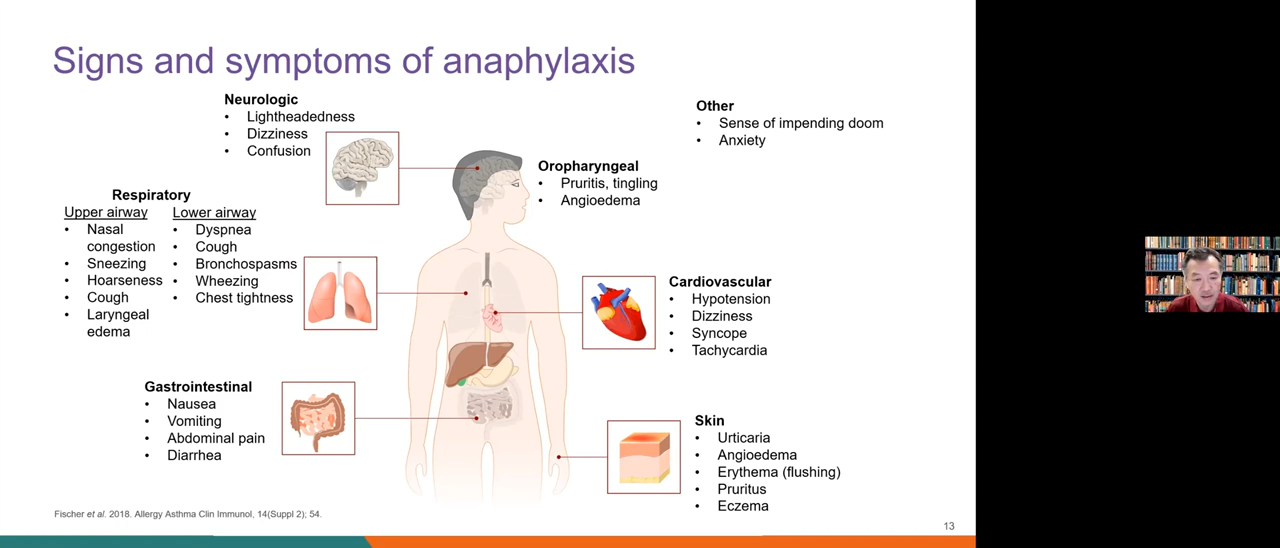 Signs and symptoms of anaphylaxis
Neurologic
• Lightheadedness
• Dizziness
• Confusion
Other
• Sense of impending doom
• Anxiety
Oropharyngeal
• Pruritis, tingling
• Angioedema
Respiratory
Upper airway
• Nasal
congestion
• Sneezing
• Hoarseness
• Cough
• Laryngeal
edema
Lower airway
• Dyspnea
• Cough
• Bronchospasms
• Wheezing
• Chest tightness
Cardiovascular
• Hypotension
• Dizziness
• Syncope
• Tachycardia
Gastrointestinal
• Nausea
• Vomiting
• Abdominal pain
• Diarrhea
Skin
• Urticaria
• Angioedema
• Erythema (flushing)
• Pruritus
• Eczema
Fischer et al. 2018. Allergy Asthma Clin Immunol, 14(Suppl 2); 54.
13